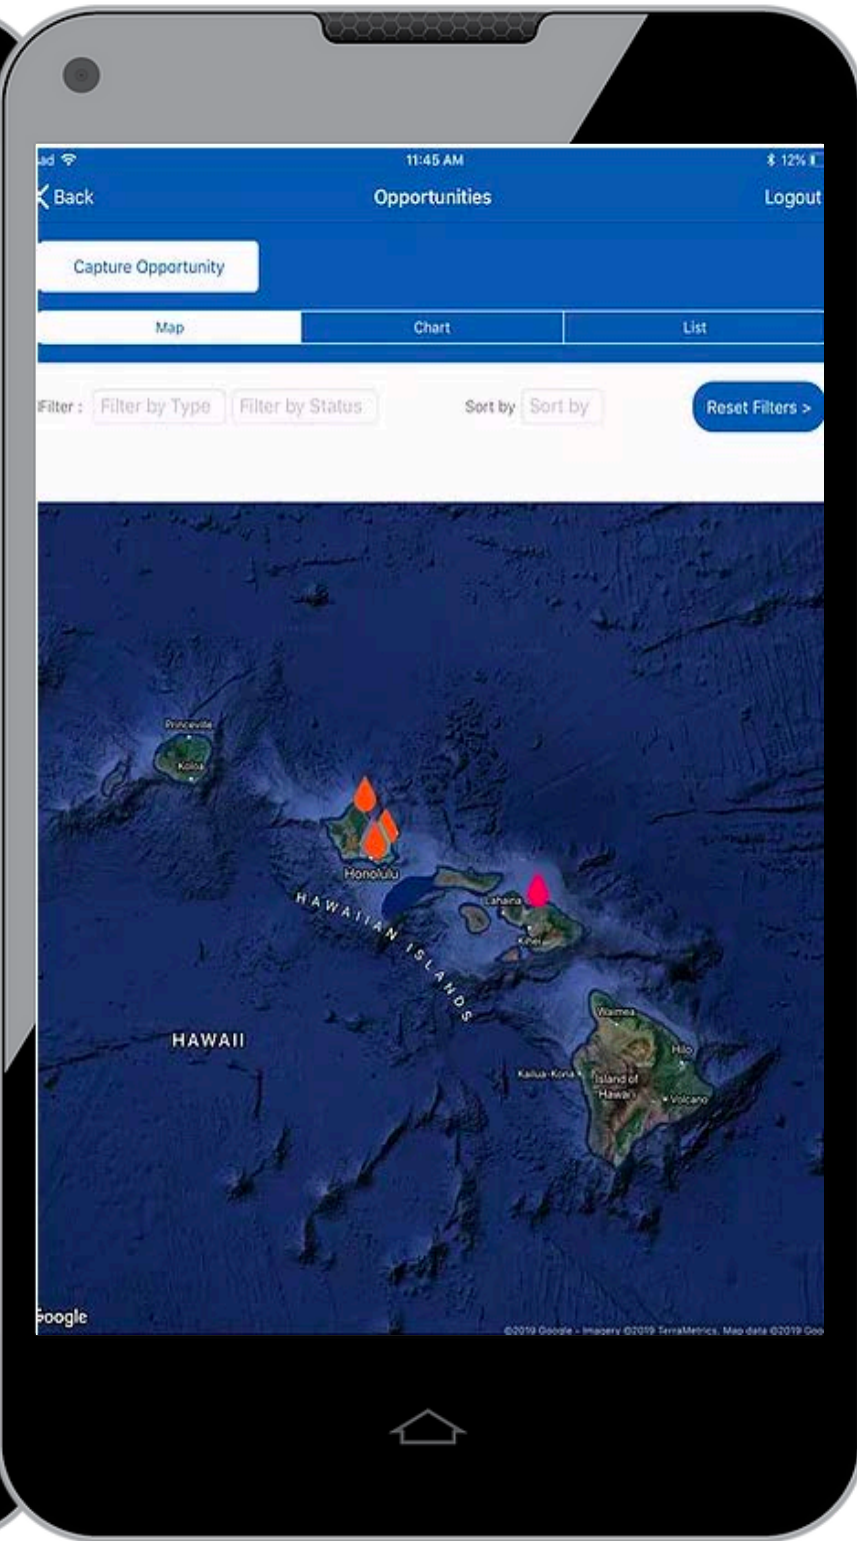 ad 11:45 AM 12%
Back Opportunities Logout
Capture Opportunity
Map Chart List
Filter : Filter by Type Filter by Status Sort by Sort by Reset Filters >
Princeville
Koloa
Honolulu
Lahaina
HAWAIIAN ISLANDS
Kihei
Waimea
HAWAII
Hilo
Kailua-Kona
Island of
Hawai'i
Volcano
Google
©2019 Google - Imagery ©2019 TerraMetrics, Map data ©2019 Goo